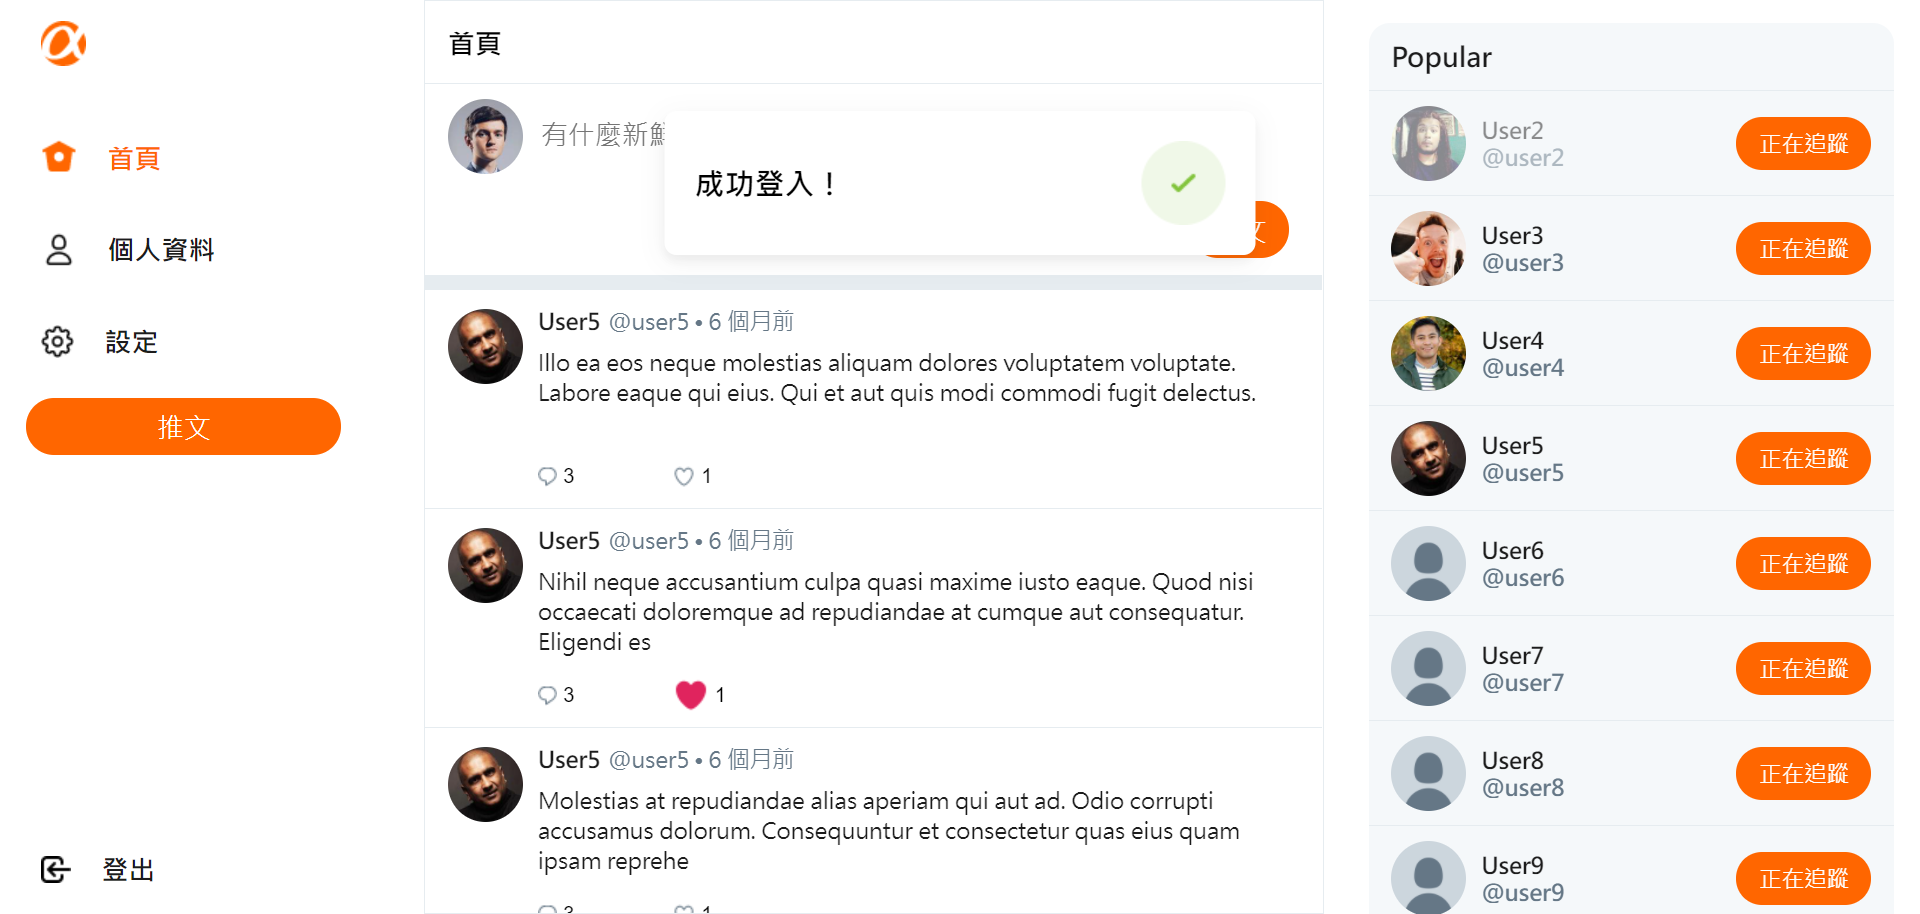 首頁
個人資料
設定
推文
登出
首頁
有什麼新
成功登入！
文
User5 @user5 • 6 個月前
Illo ea eos neque molestias aliquam dolores voluptatem voluptate.
Labore eaque qui eius. Qui et aut quis modi commodi fugit delectus.
3 1
User5 @user5 • 6 個月前
Nihil neque accusantium culpa quasi maxime iusto eaque. Quod nisi
occaecati doloremque ad repudiandae at cumque aut consequatur.
Eligendi es
3 1
User5 @user5 • 6 個月前
Molestias at repudiandae alias aperiam qui aut ad. Odio corrupti
accusamus dolorum. Consequuntur et consectetur quas eius quam
ipsam reprehe
3 1
Popular
User2
@user2
正在追蹤
User3
@user3
正在追蹤
User4
@user4
正在追蹤
User5
@user5
正在追蹤
User6
@user6
正在追蹤
User7
@user7
正在追蹤
User8
@user8
正在追蹤
User9
@user9
正在追蹤